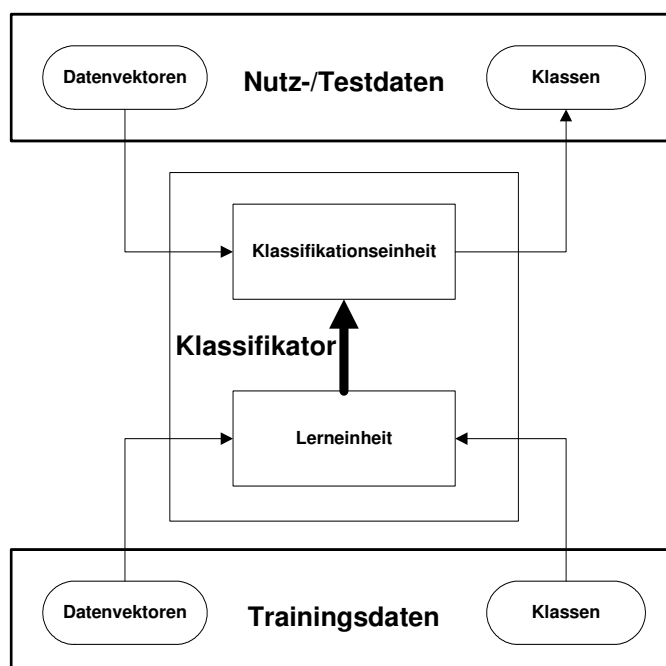 Datenvektoren
Nutz-/Testdaten
Klassen
Klassifikationseinheit
Klassifikator
Lerneinheit
Datenvektoren
Trainingsdaten
Klassen